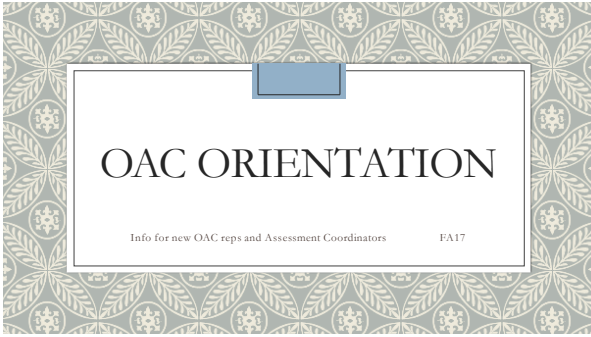 OAC ORIENTATION
Info for new OAC reps and Assessment Coordinators FA17